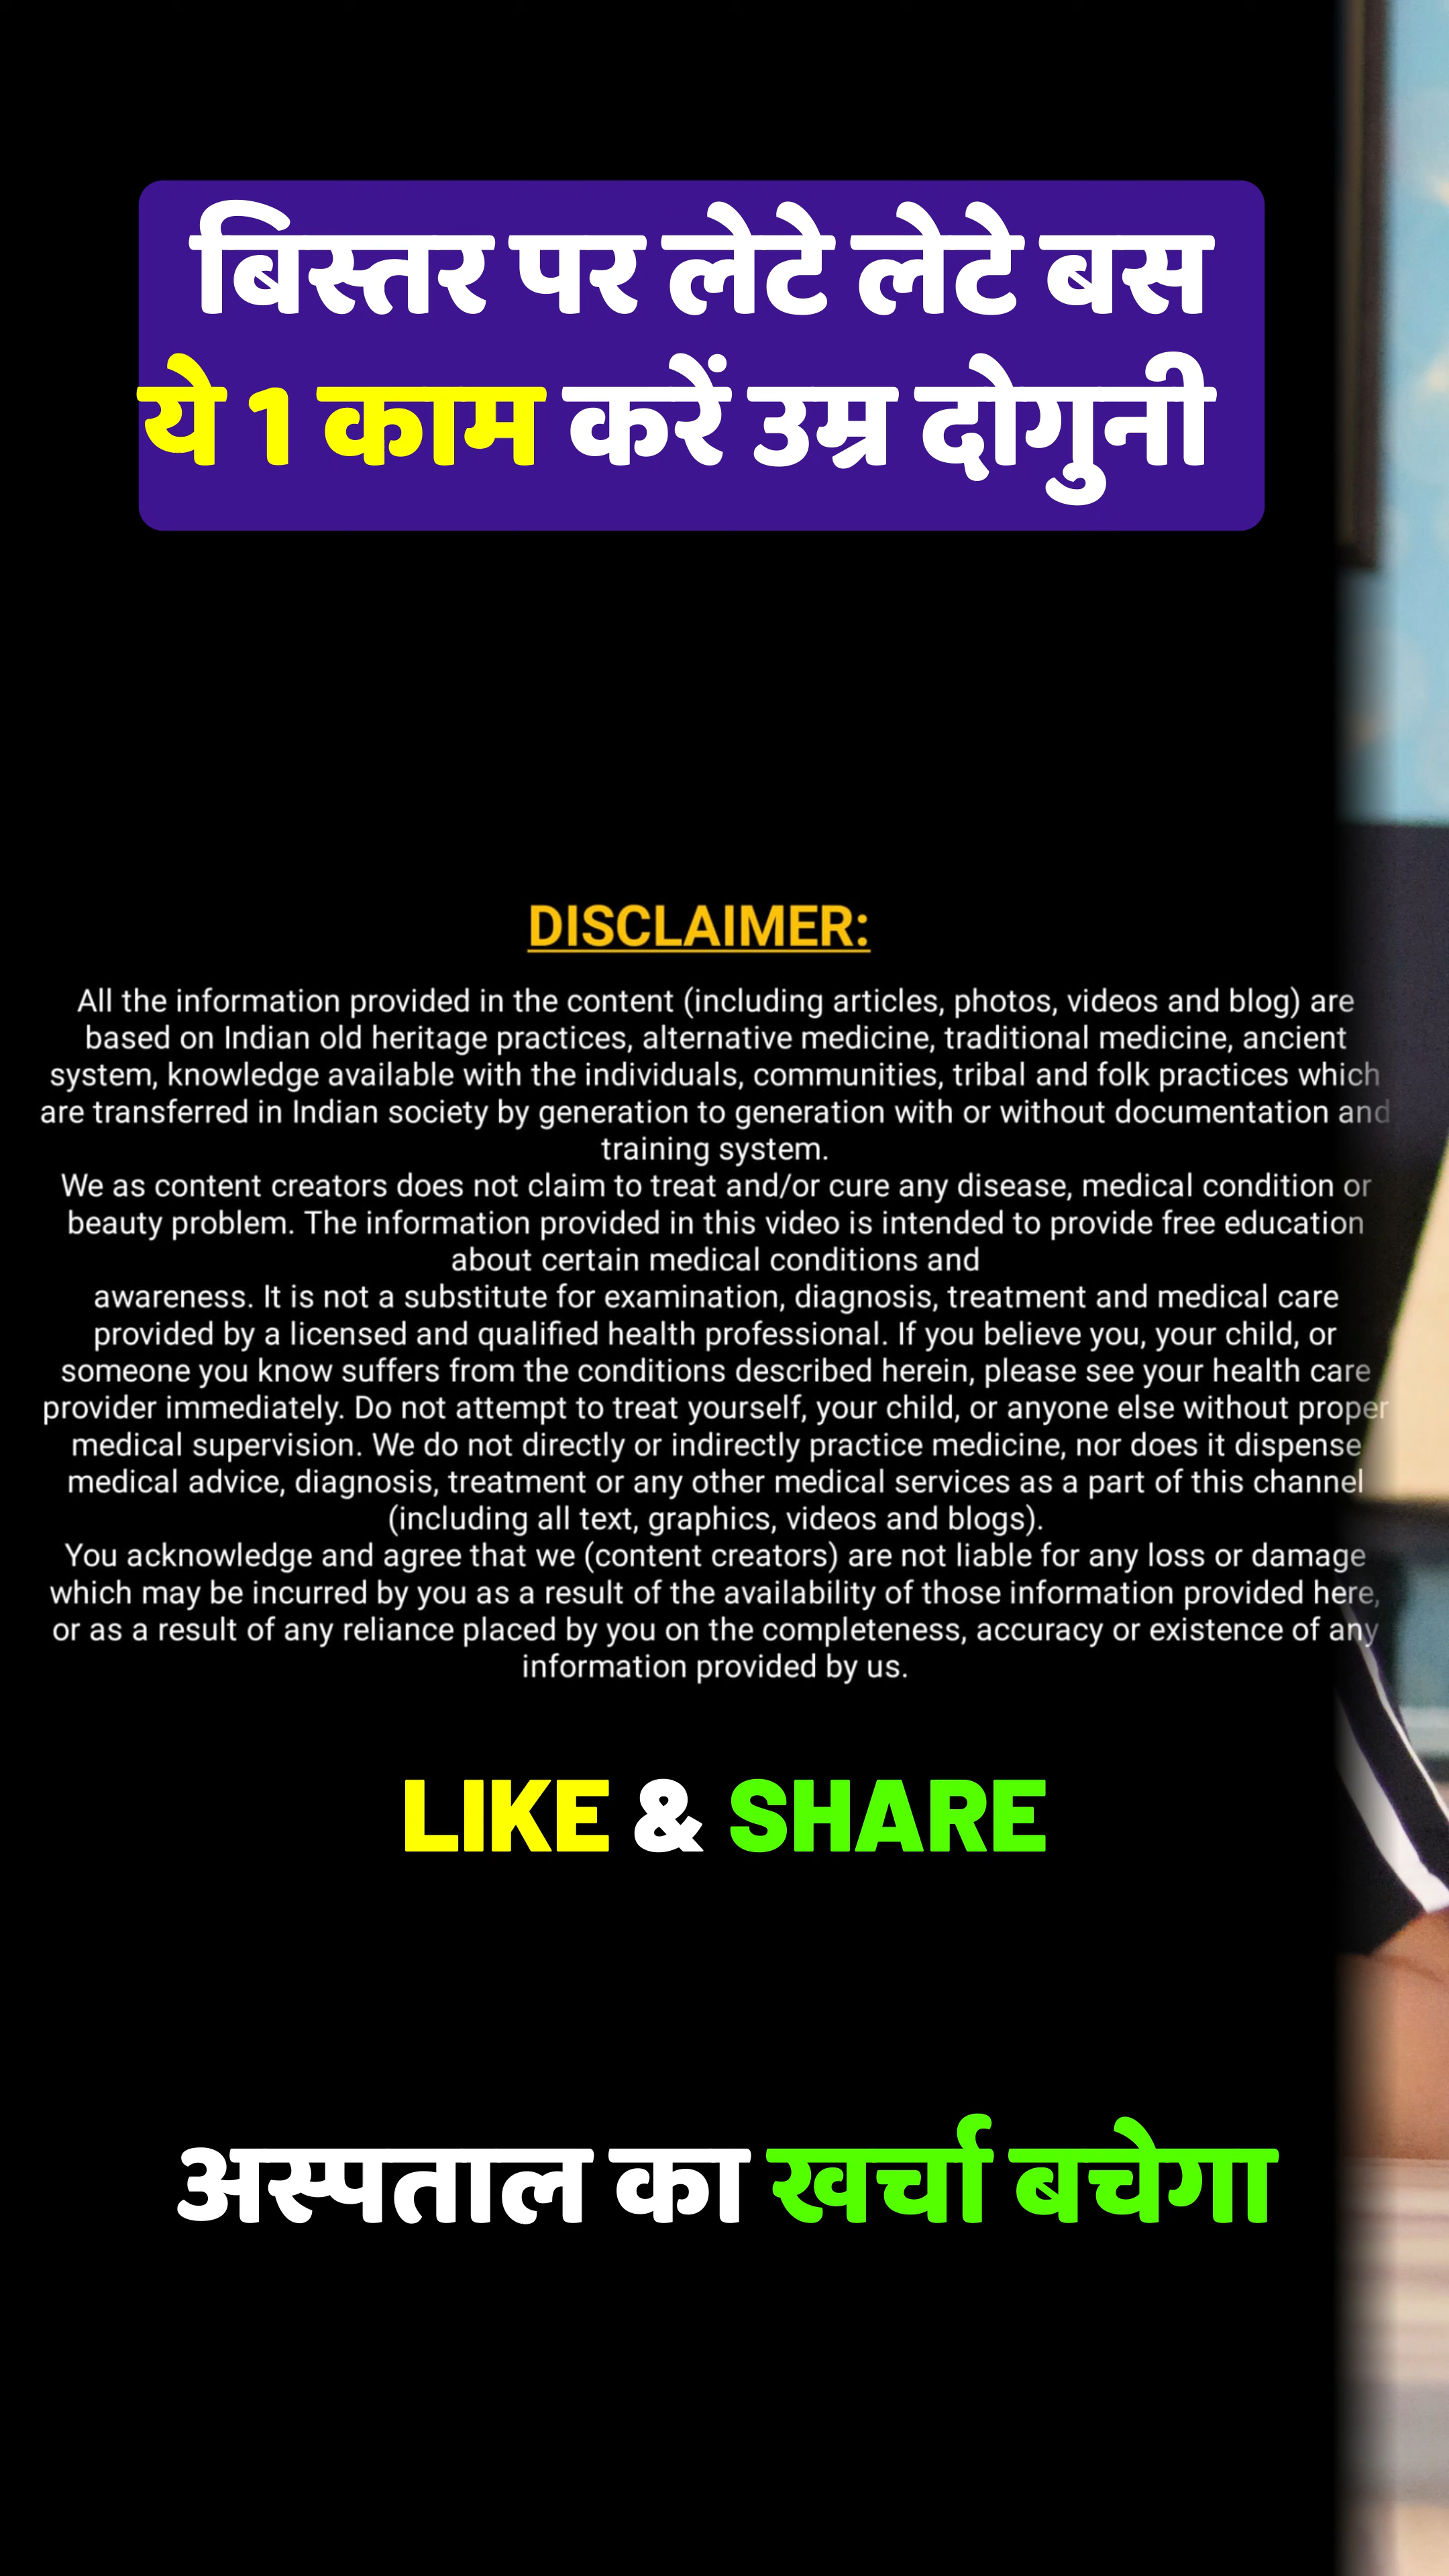 बिस्तर पर लेटे लेटे बस
ये 1 काम करें उम्र दोगुनी
DISCLAIMER:
All the information provided in the content (including articles, photos, videos and blog) are
based on Indian old heritage practices, alternative medicine, traditional medicine, ancient
system, knowledge available with the individuals, communities, tribal and folk practices which
are transferred in Indian society by generation to generation with or without documentation and
training system.
We as content creators does not claim to treat and/or cure any disease, medical condition or
beauty problem. The information provided in this video is intended to provide free education
about certain medical conditions and
awareness. It is not a substitute for examination, diagnosis, treatment and medical care
provided by a licensed and qualified health professional. If you believe you, your child, or
someone you know suffers from the conditions described herein, please see your health care
provider immediately. Do not attempt to treat yourself, your child, or anyone else without proper
medical supervision. We do not directly or indirectly practice medicine, nor does it dispense
medical advice, diagnosis, treatment or any other medical services as a part of this channel
(including all text, graphics, videos and blogs).
You acknowledge and agree that we (content creators) are not liable for any loss or damage
which may be incurred by you as a result of the availability of those information provided here,
or as a result of any reliance placed by you on the completeness, accuracy or existence of any
information provided by us.
LIKE & SHARE
अस्पताल का खर्चा बचेगा